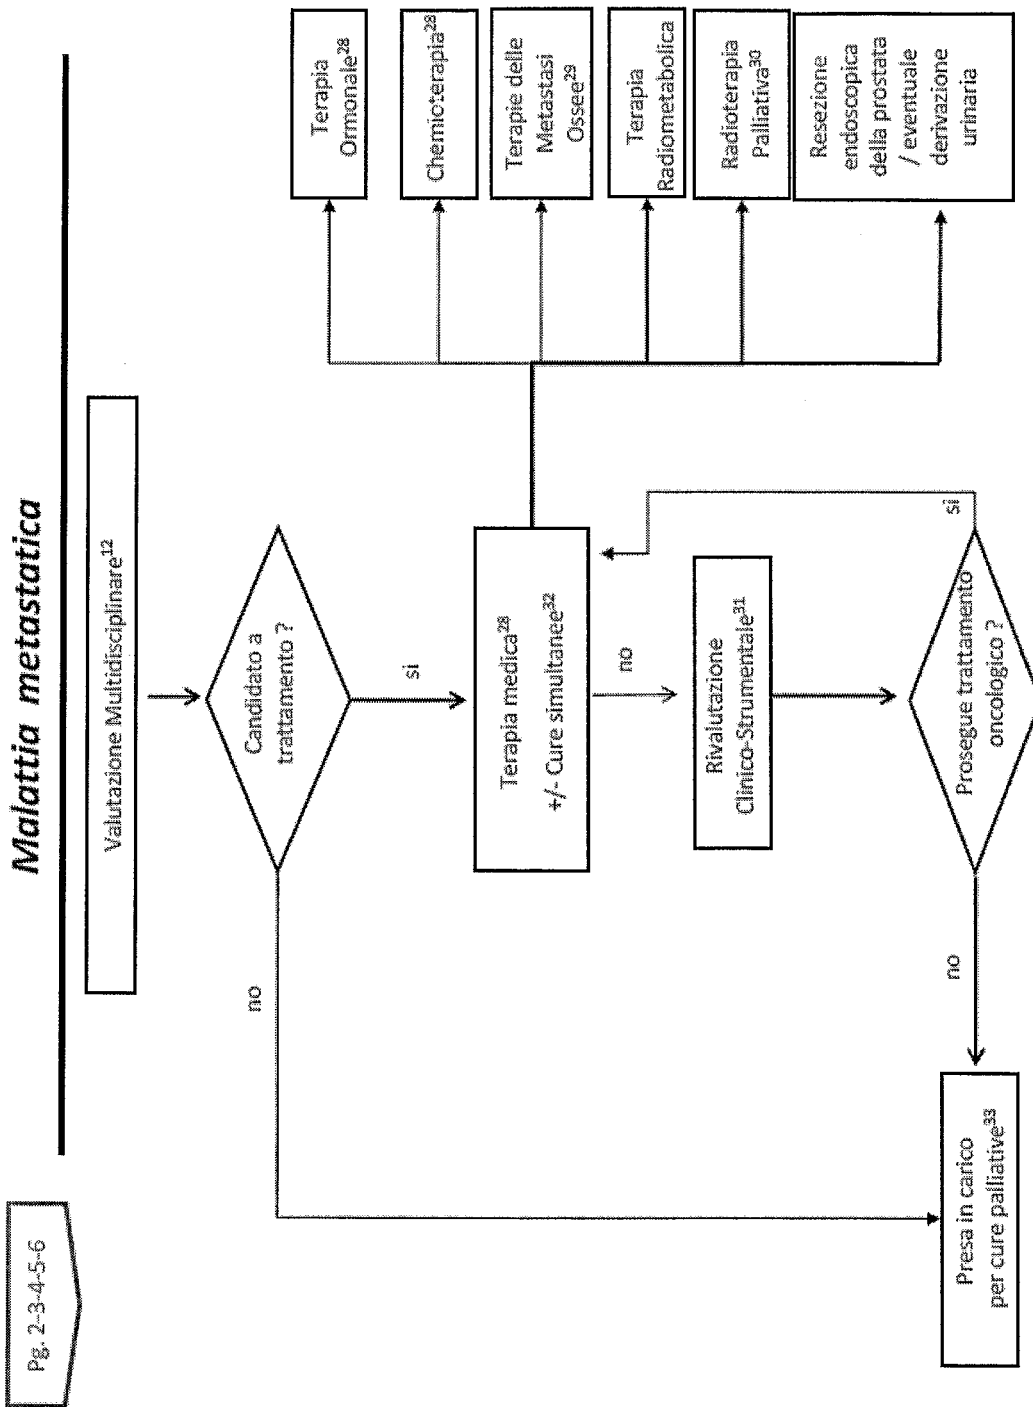 Pg. 2-3-4-5-6
Malattia metastatica
Valutazione Multidisciplinare12
Candidato a
trattamento ?
no
si
Terapia medica28
+/- Cure simultanee32
no
Rivalutazione
Clinico-Strumentale31
Prosegue trattamento
oncologico ?
si
no
Presa in carico
per cure palliative33
Terapia
Ormonale28
Chemioterapia28
Terapie delle
Metastasi
Ossee29
Terapia
Radiometabolica
Radioterapia
Palliativa30
Resezione
endoscopica
della prostata
/ eventuale
derivazione
urinaria